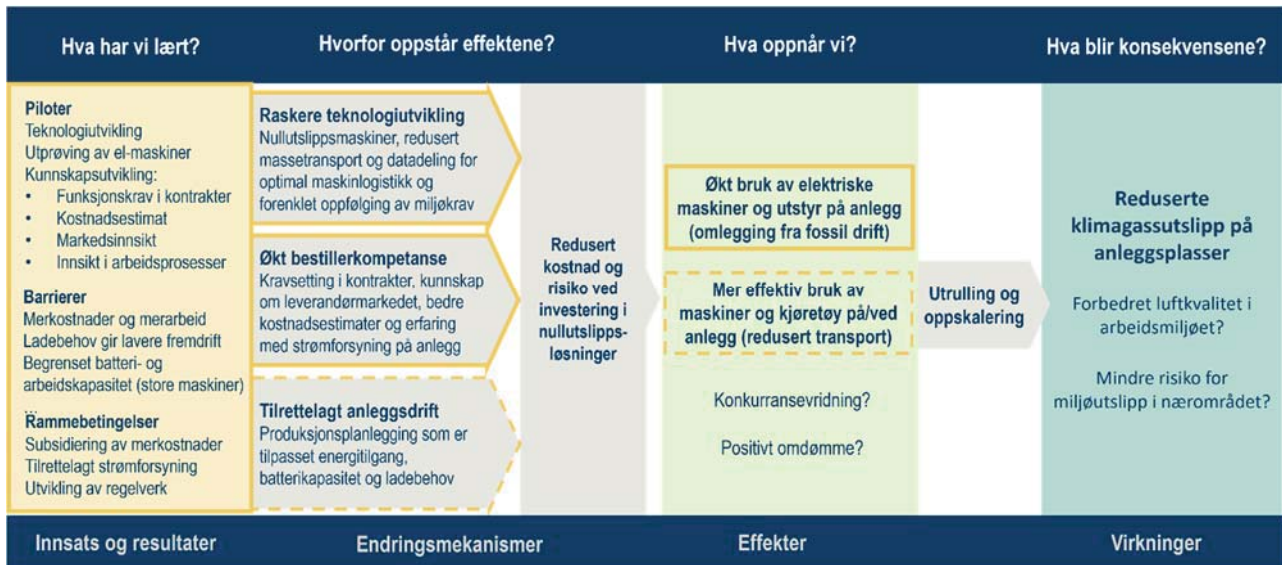 Hva har vi lært?
Hvorfor oppstår effektene?
Hva oppnår vi?
Hva blir konsekvensene?
Piloter
Teknologiutvikling
Utprøving av el-maskiner
Kunnskapsutvikling:
• Funksjonskrav i kontrakter
• Kostnadsestimat
• Markedsinnsikt
• Innsikt i arbeidsprosesser
Barrierer
Merkostnader og merarbeid
Ladebehov gir lavere fremdrift
Begrenset batteri- og
arbeidskapasitet (store maskiner)
...
Rammebetingelser
Subsidiering av merkostnader
Tilrettelagt strømforsyning
Utvikling av regelverk
Raskere teknologiutvikling
Nullutslippsmaskiner, redusert
massetransport og datadeling for
optimal maskinlogistikk og
forenklet oppfølging av miljøkrav
Økt bestillerkompetanse
Kravsetting i kontrakter, kunnskap
om leverandørmarkedet, bedre
kostnadsestimater og erfaring
med strømforsyning på anlegg
Tilrettelagt anleggsdrift
Produksjonsplanlegging som er
tilpasset energitilgang,
batterikapasitet og ladebehov
Redusert
kostnad og
risiko ved
investering i
nullutslipps-
løsninger
Økt bruk av elektriske
maskiner og utstyr på anlegg
(omlegging fra fossil drift)
Mer effektiv bruk av
maskiner og kjøretøy på/ved
anlegg (redusert transport)
Konkurransevridning?
Positivt omdømme?
Utrulling og
oppskalering
Reduserte
klimagassutslipp på
anleggsplasser
Forbedret luftkvalitet i
arbeidsmiljøet?
Mindre risiko for
miljøutslipp i nærområdet?
Innsats og resultater
Endringsmekanismer
Effekter
Virkninger